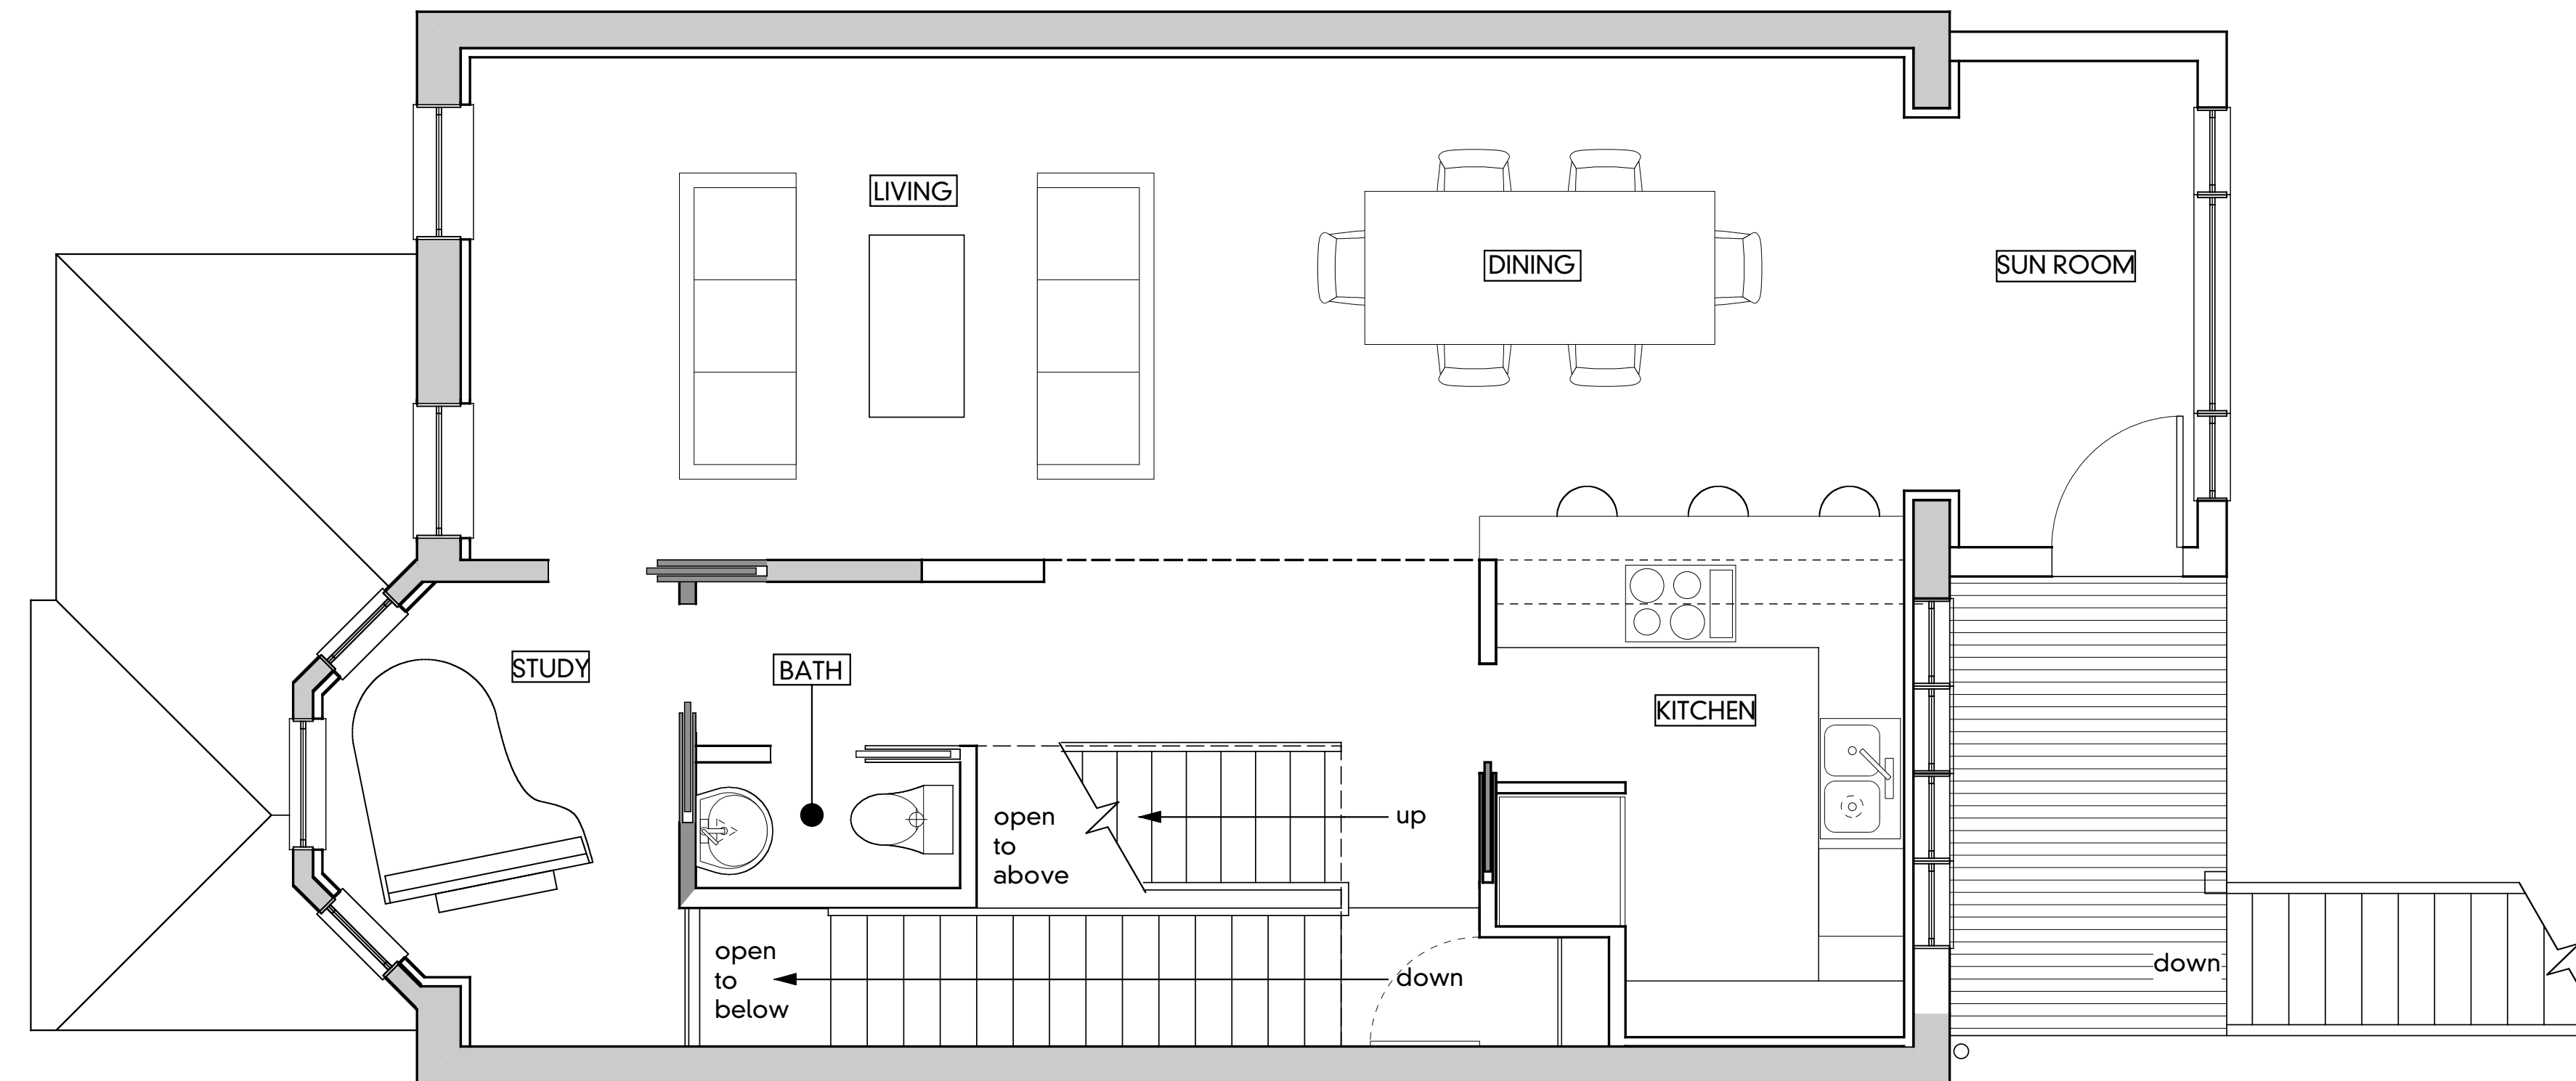 LIVING
DINING
SUN ROOM
STUDY
BATH
KITCHEN
open
to
above
up
open
to
below
down
down